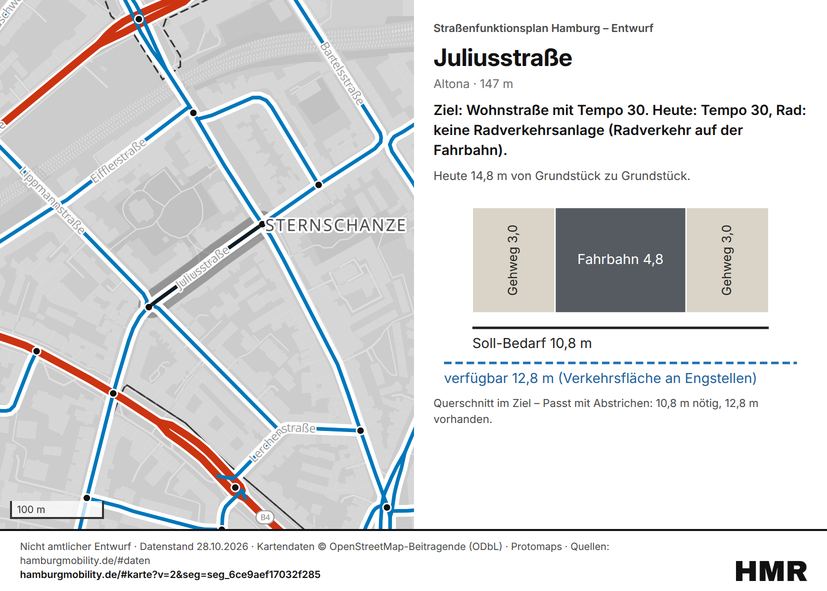 Straßenfunktionsplan Hamburg – Entwurf
Juliusstraße
Altona · 147 m
Ziel: Wohnstraße mit Tempo 30. Heute: Tempo 30, Rad:
keine Radverkehrsanlage (Radverkehr auf der
Fahrbahn).
Heute 14,8 m von Grundstück zu Grundstück.
Gehweg 3,0
Fahrbahn 4,8
Gehweg 3,0
Soll-Bedarf 10,8 m
verfügbar 12,8 m (Verkehrsfläche an Engstellen)
Querschnitt im Ziel – Passt mit Abstrichen: 10,8 m nötig, 12,8 m
vorhanden.
Bartelsstraße
Eifflerstraße
Lippmannstraße
STERNSCHANZE
Juliusstraße
Lerchenstraße
B4
100 m
Nicht amtlicher Entwurf · Datenstand 28.10.2026 · Kartendaten © OpenStreetMap-Beitragende (ODbL) · Protomaps · Quellen:
hamburgmobility.de/#daten
hamburgmobility.de/#karte?v=2&seg=seg_6ce9aef17032f285
HMR